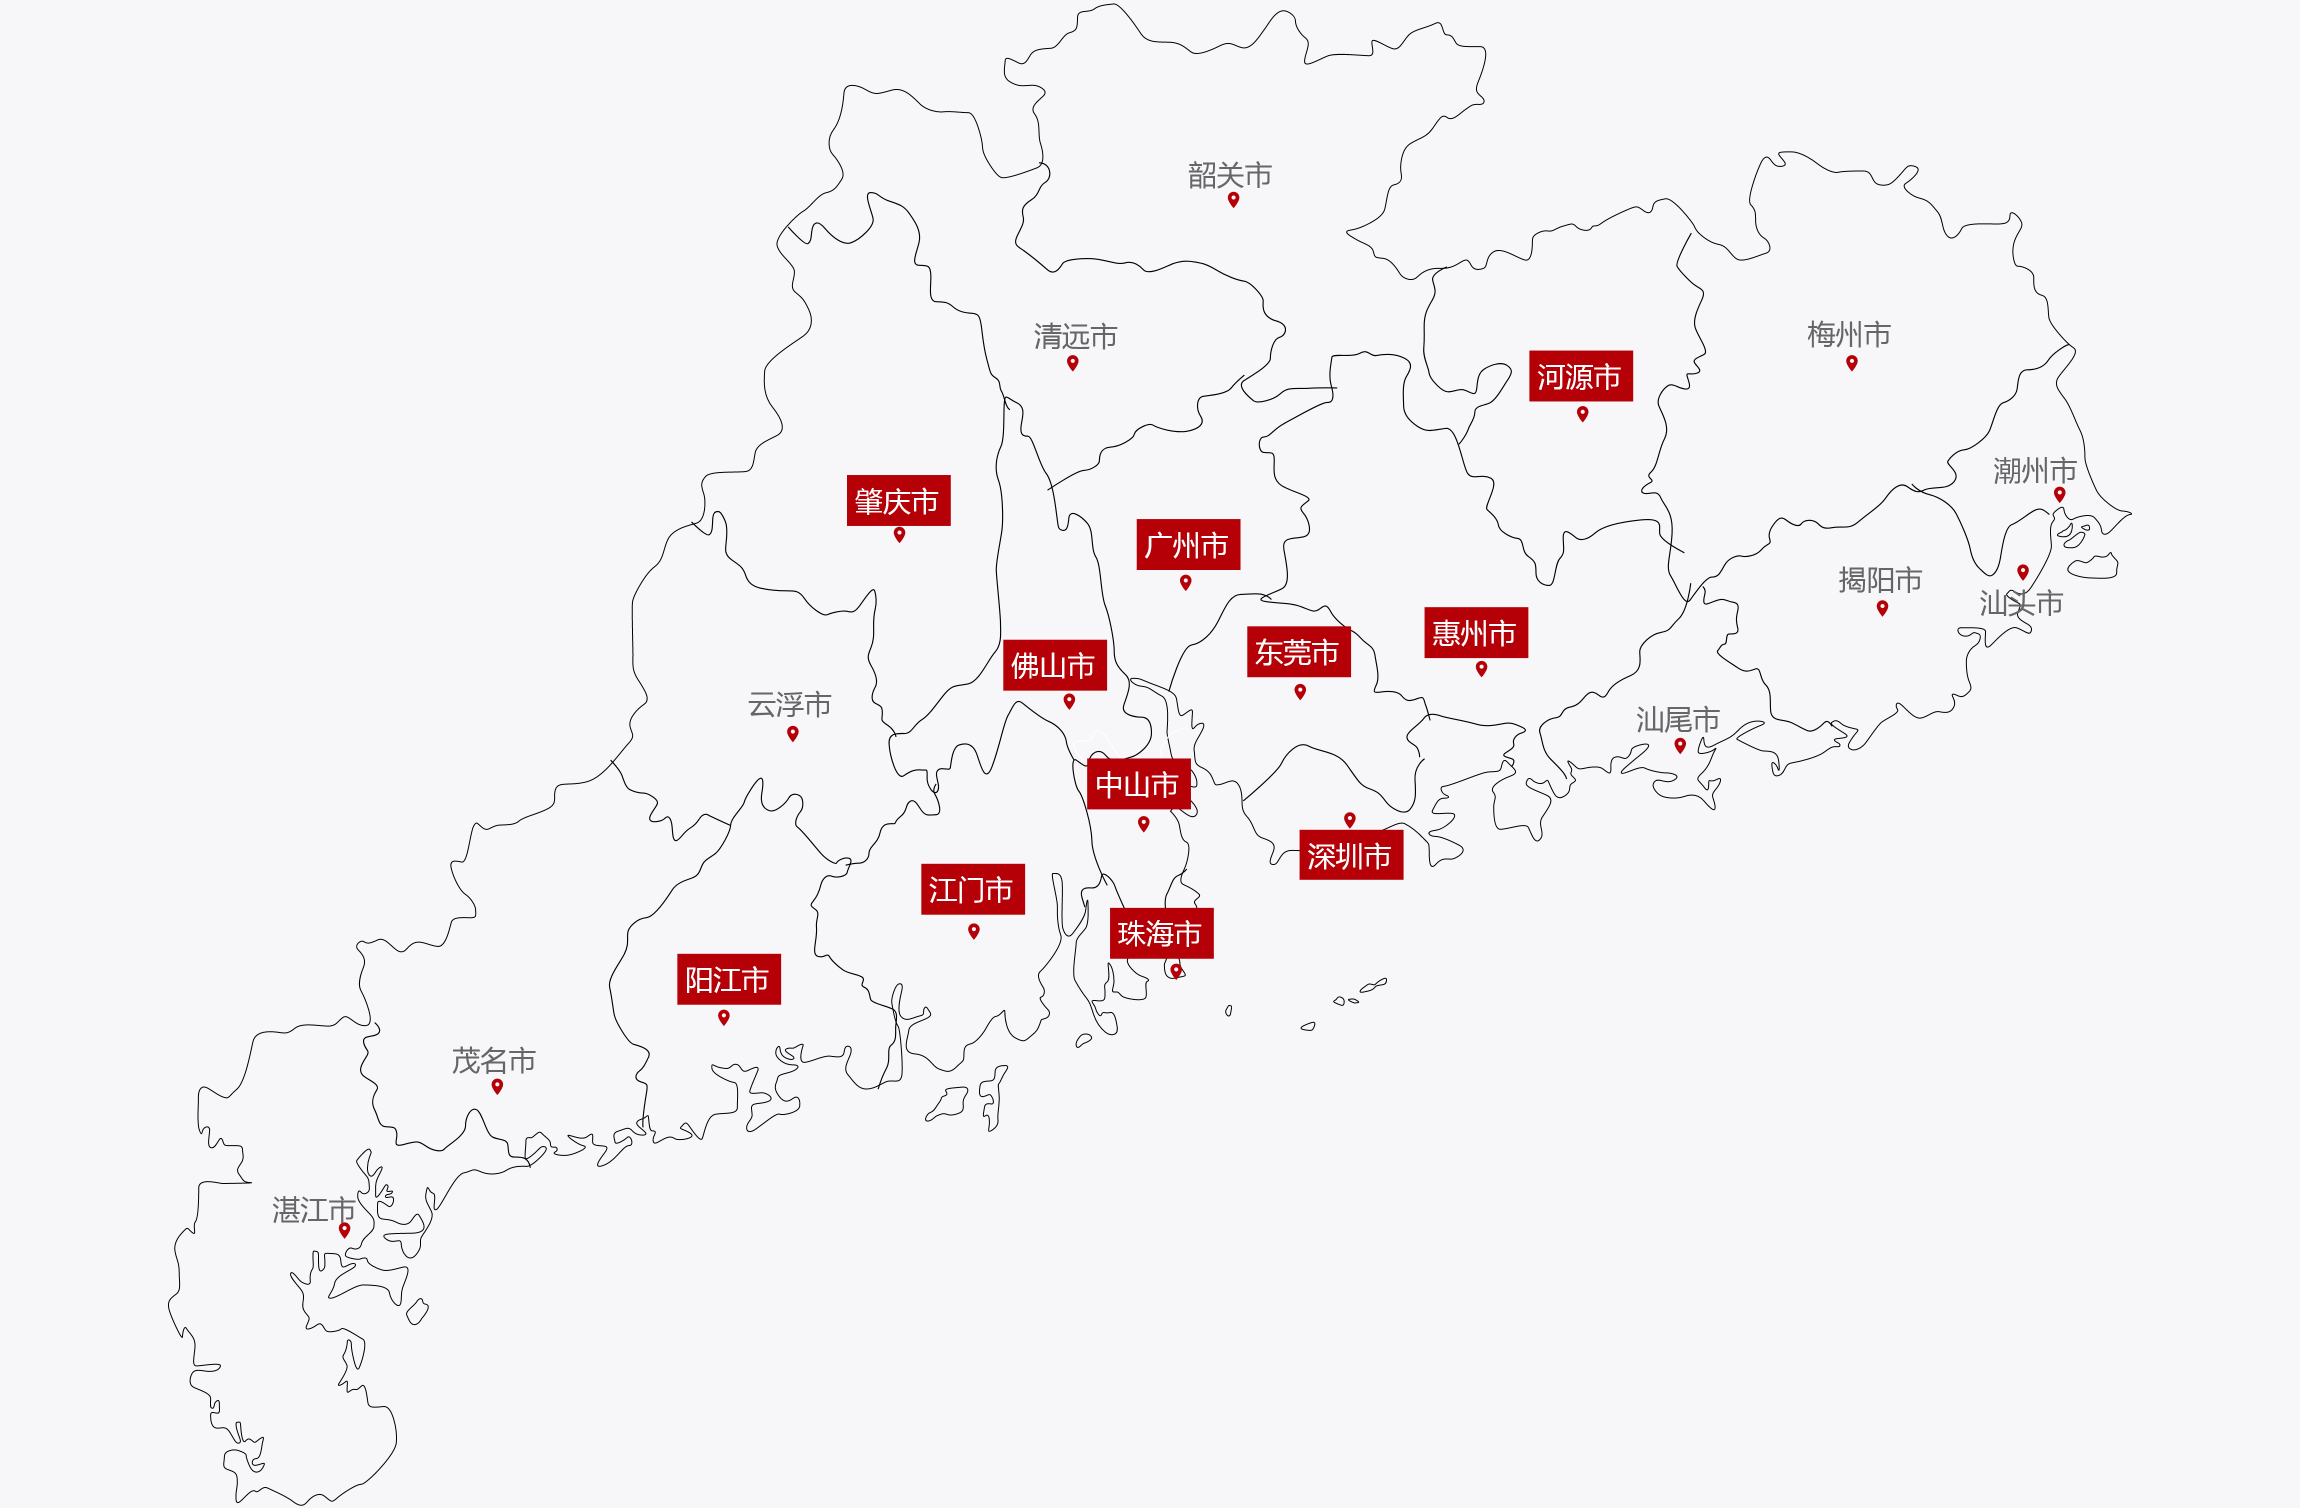 韶关市
清远市
梅州市
河源市
潮州市
肇庆市
广州市
揭阳市
汕头市
惠州市
东莞市
佛山市
云浮市
汕尾市
中山市
深圳市
江门市
珠海市
阳江市
茂名市
湛江市